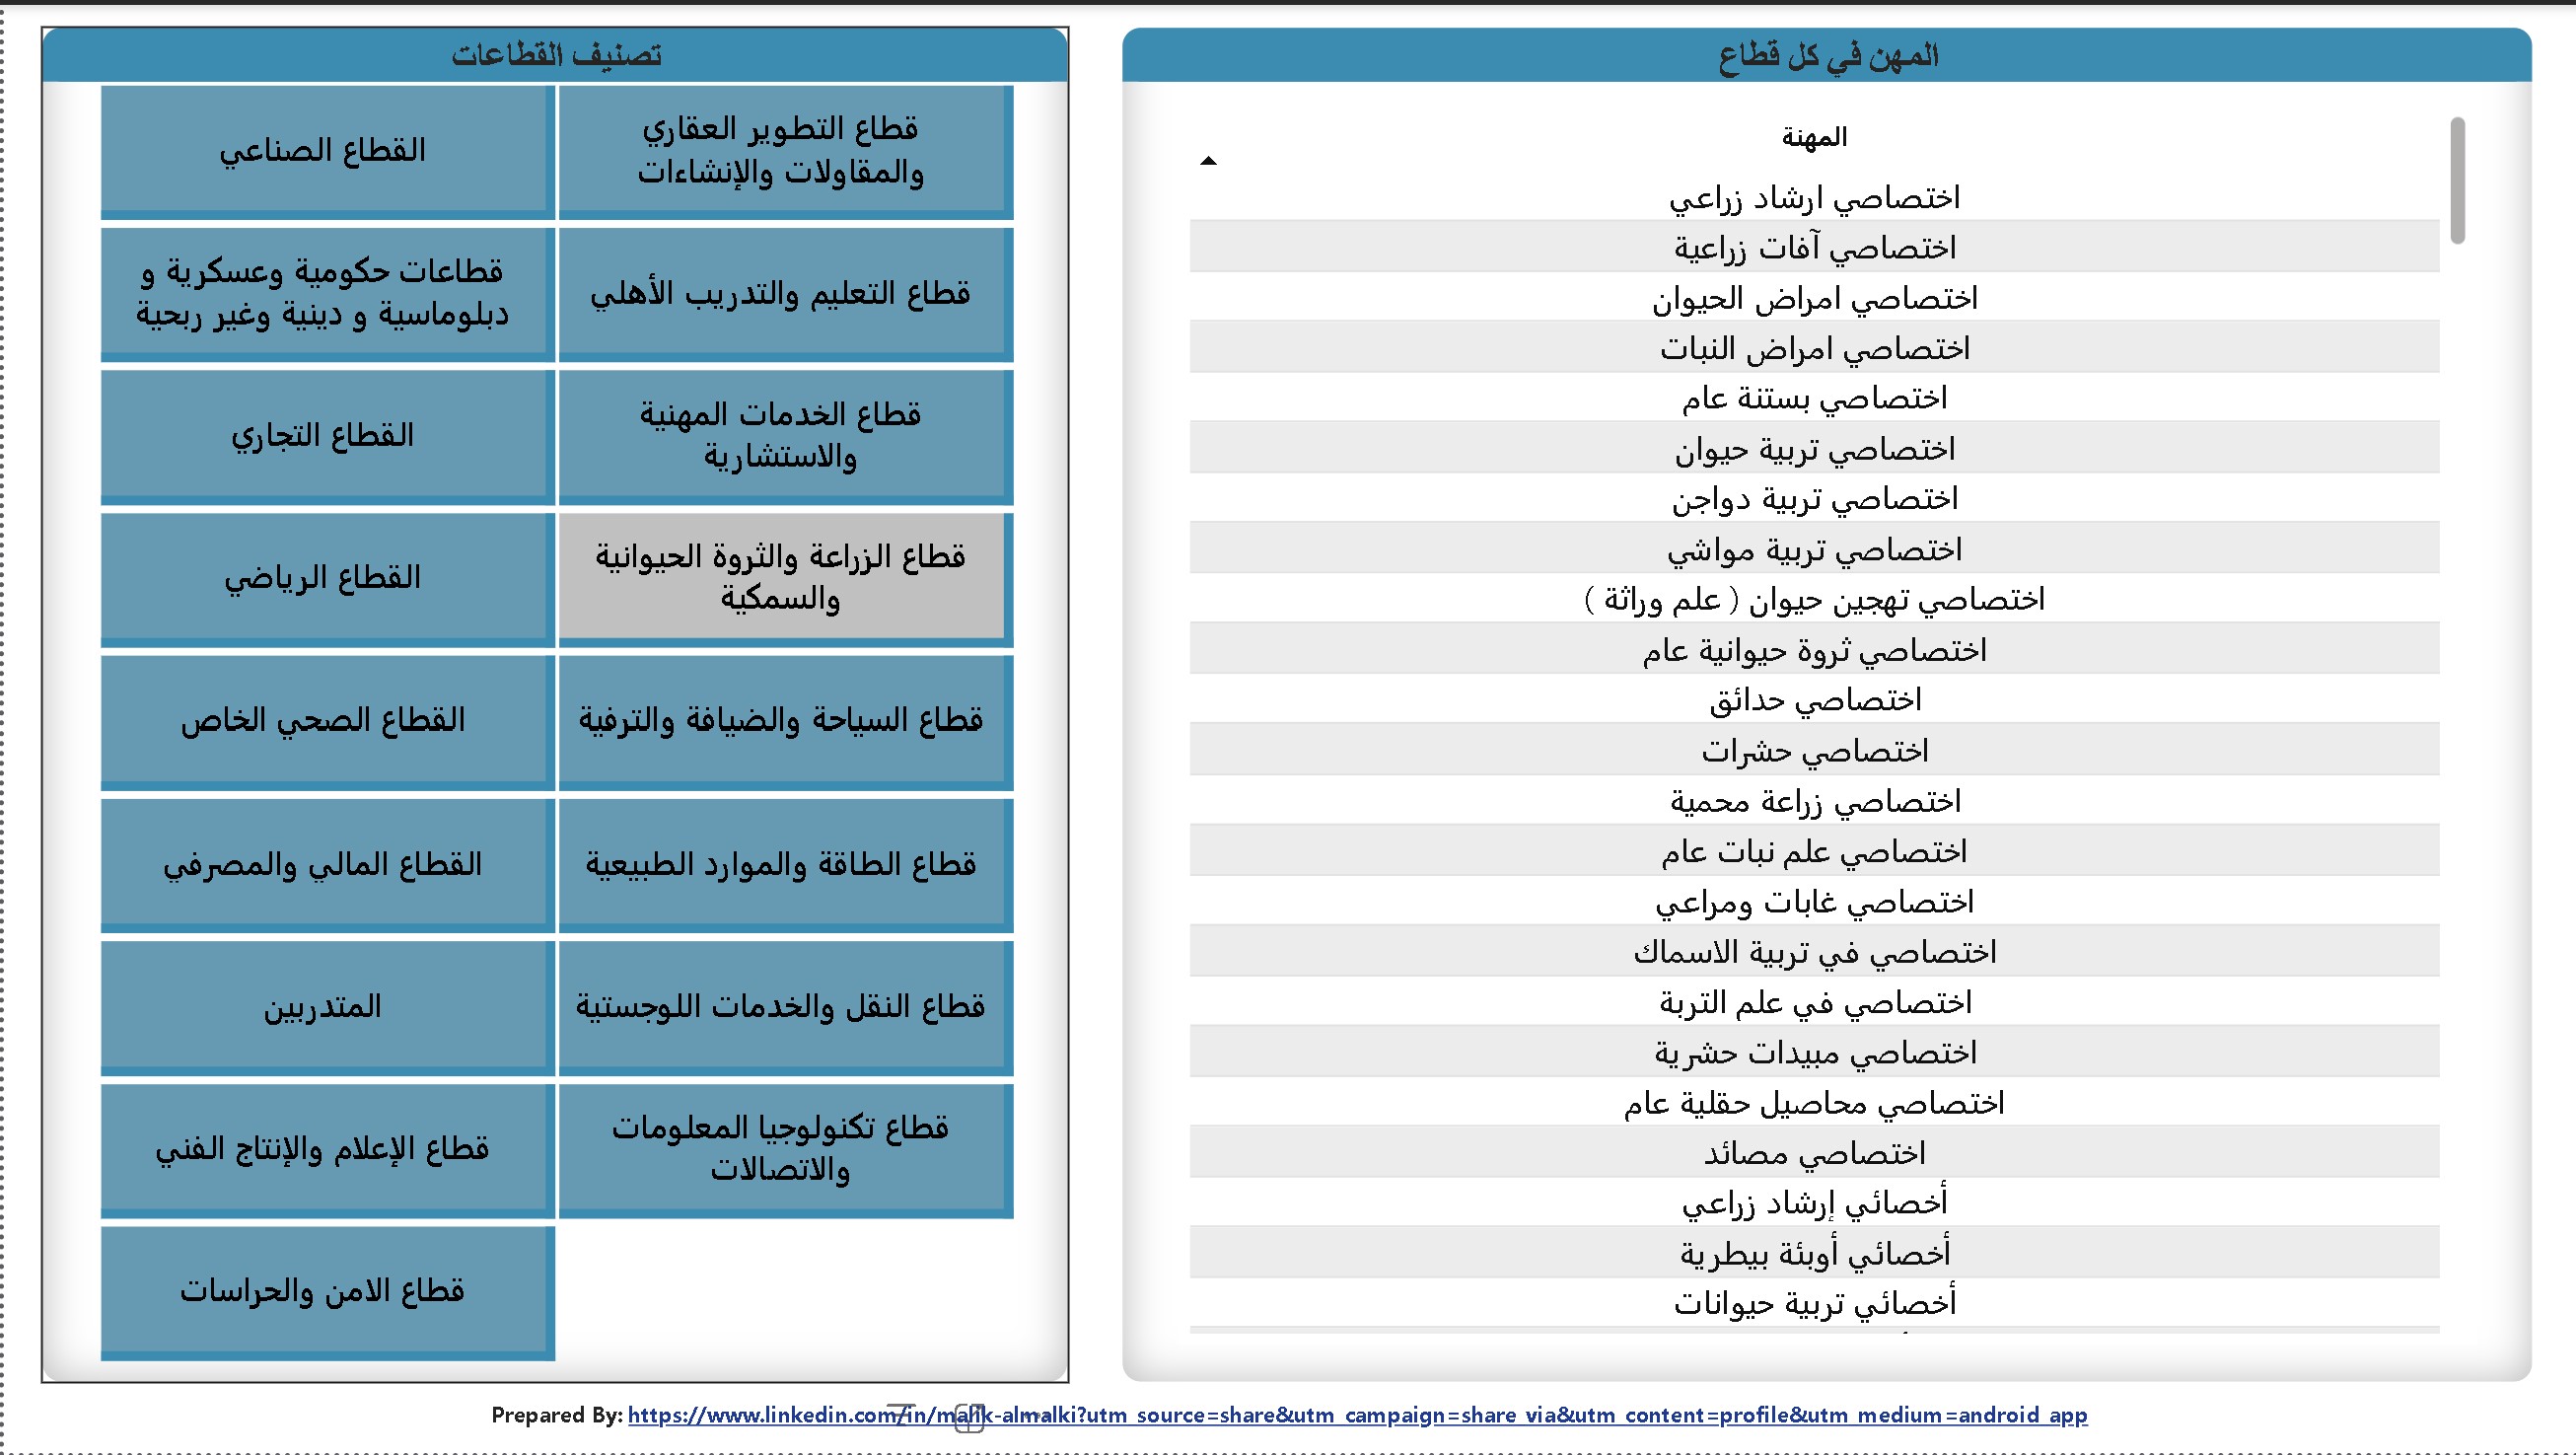 المهن في كل قطاع
المهنة
اختصاصي ارشاد زراعي
اختصاصي آفات زراعية
اختصاصي امراض الحيوان
اختصاصي امراض النبات
اختصاصي بستنة عام
اختصاصي تربية حيوان
اختصاصي تربية دواجن
اختصاصي تربية مواشي
اختصاصي تهجين حيوان ( علم وراثة )
اختصاصي ثروة حيوانية عام
اختصاصي حدائق
اختصاصي حشرات
اختصاصي زراعة محمية
اختصاصي علم نبات عام
اختصاصي غابات ومراعي
اختصاصي في تربية الاسماك
اختصاصي في علم التربة
اختصاصي مبيدات حشرية
اختصاصي محاصيل حقلية عام
اختصاصي مصائد
أخصائي إرشاد زراعي
أخصائي أوبئة بيطرية
أخصائي تربية حيوانات
تصنيف القطاعات
قطاع التطوير العقاري
والمقاولات والإنشاءات
القطاع الصناعي
قطاع التعليم والتدريب الأهلي
قطاعات حكومية وعسكرية و
دبلوماسية و دينية وغير ربحية
قطاع الخدمات المهنية
والاستشارية
القطاع التجاري
قطاع الزراعة والثروة الحيوانية
والسمكية
القطاع الرياضي
قطاع السياحة والضيافة والترفية
القطاع الصحي الخاص
قطاع الطاقة والموارد الطبيعية
القطاع المالي والمصرفي
قطاع النقل والخدمات اللوجستية
المتدربين
قطاع تكنولوجيا المعلومات
والاتصالات
قطاع الإعلام والإنتاج الفني
قطاع الامن والحراسات
Prepared By: https://www.linkedin.com/in/malik-almalki?utm_source=share&utm_campaign=share_via&utm_content=profile&utm_medium=android_app